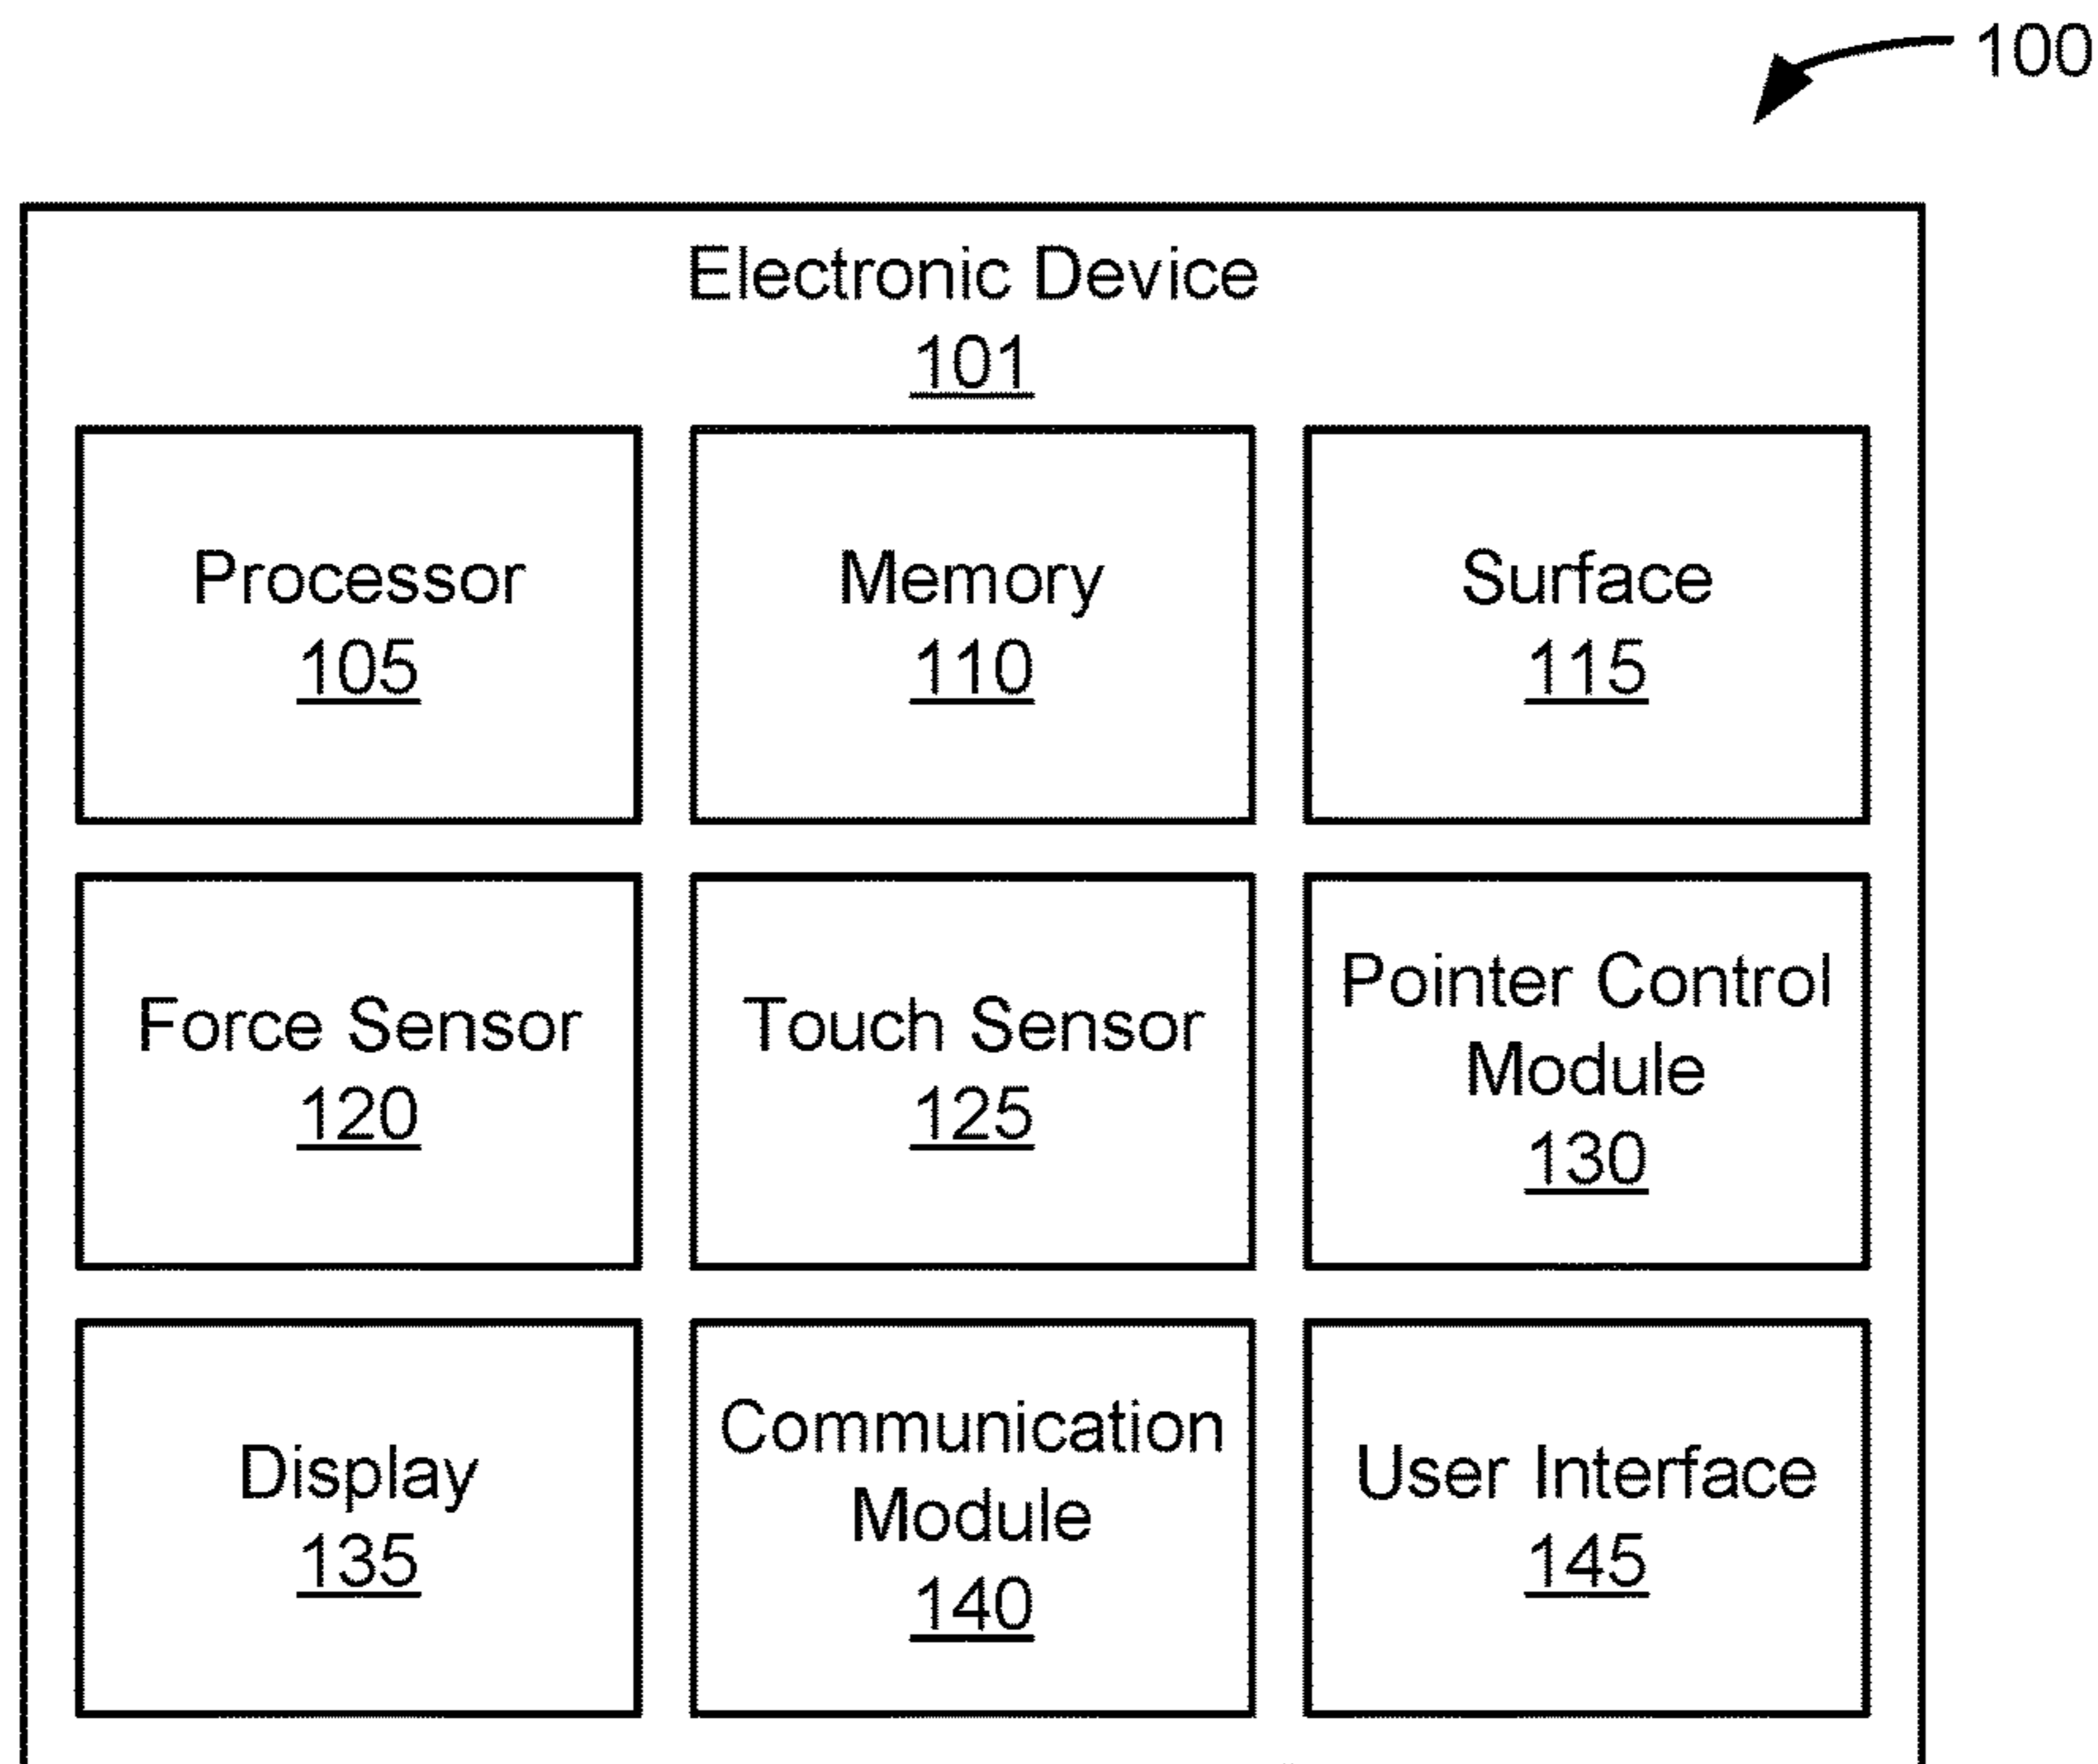 100
Electronic Device
101
Processor
105
Memory
110
Surface
115
Force Sensor
120
Touch Sensor
125
Pointer Control
Module
130
Display
135
Communication
Module
140
User Interface
145